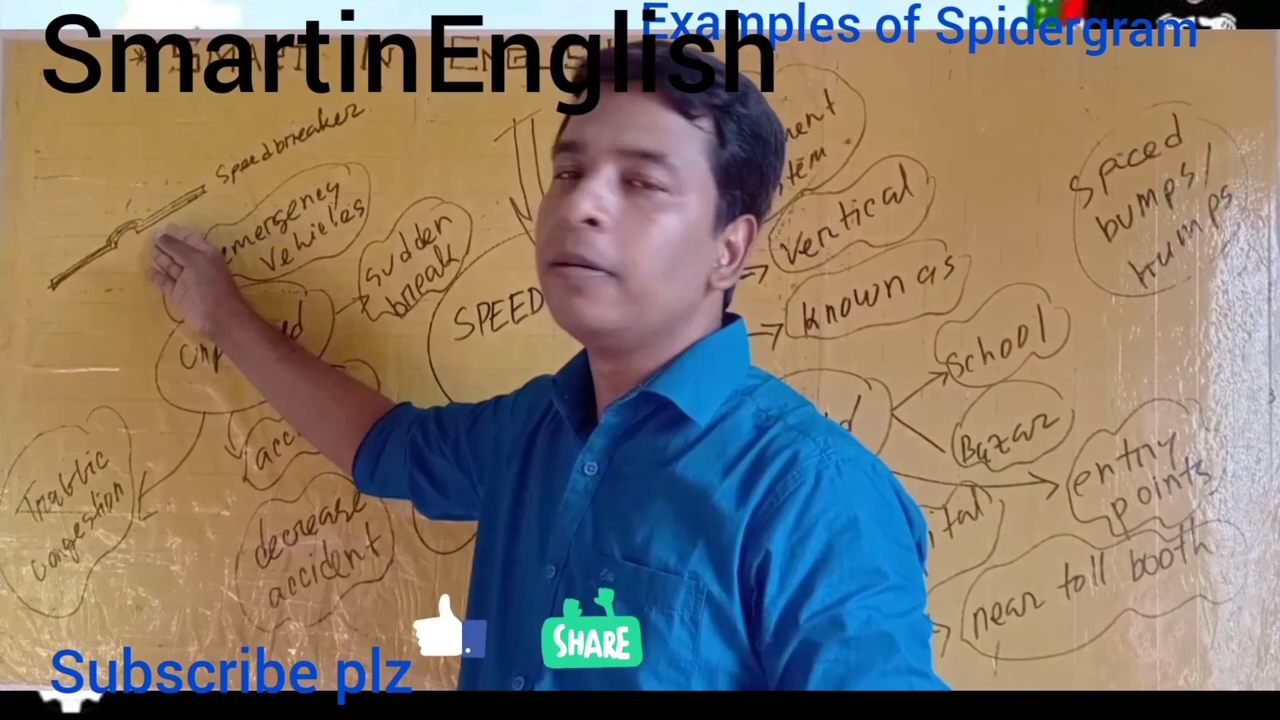 SmartinEnglish
Examples of Spidergram
Speedbreaker
emergency
vehicles
sudden
break
SPEED
vertical
known as
Spiced
bumps/
humps
School
Bazar
entry
points
near toll booth
Trabbic
congestion
decrease
accident
SHARE
Subscribe plz